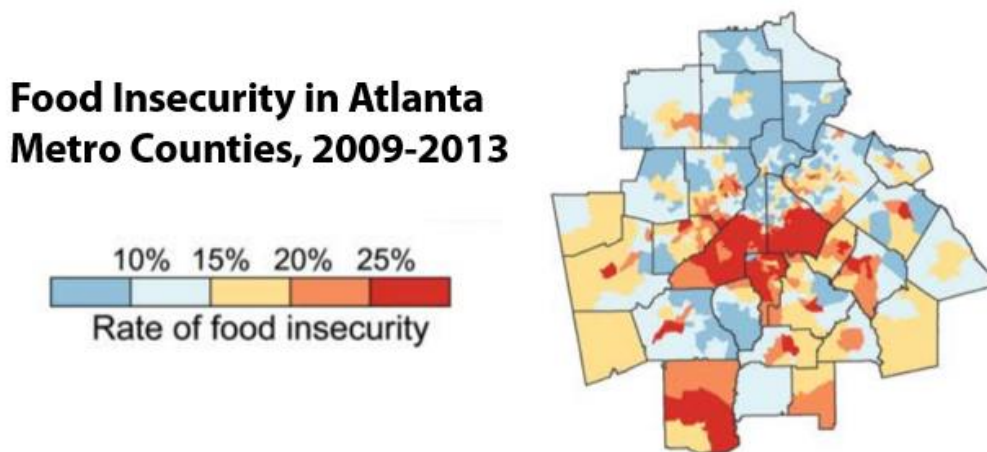 Food Insecurity in Atlanta
Metro Counties, 2009-2013
10% 15% 20% 25%
Rate of food insecurity